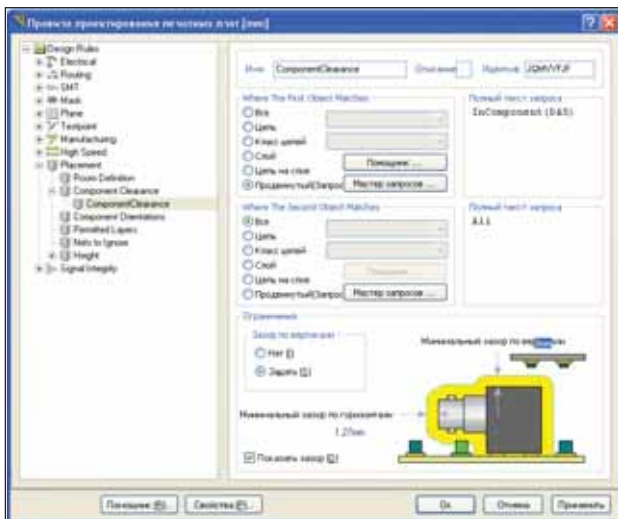 Правила проектирования печатных плат [mm]
Design Rules
Electrical
Routing
SMT
Mask
Plane
Testpoint
Manufacturing
High Speed
Placement
Room Definition
Component Clearance
ComponentClearance
Component Orientations
Permitted Layers
Nets to Ignore
Height
Signal Integrity
Имя ComponentClearance Описание
Where The First Object Matches
Все
Цепь
Класс цепей
Слой
Цепь на слое
Продвинутый(Запрос
Помощник ...
Мастер запросов ...
Полный текст запроса
Where The Second Object Matches
Все
Цепь
Класс цепей
Слой
Цепь на слое
Продвинутый(Запрос
Помощник ...
Мастер запросов ...
Полный текст запроса
All
Ограничения
Зазор по вертикали
Нет
Задать
Минимальный зазор по вертикали
Минимальный зазор по горизонтали
1.27mm
Показать зазор
Помощник
Свойства
Ок
Отмена
Применить